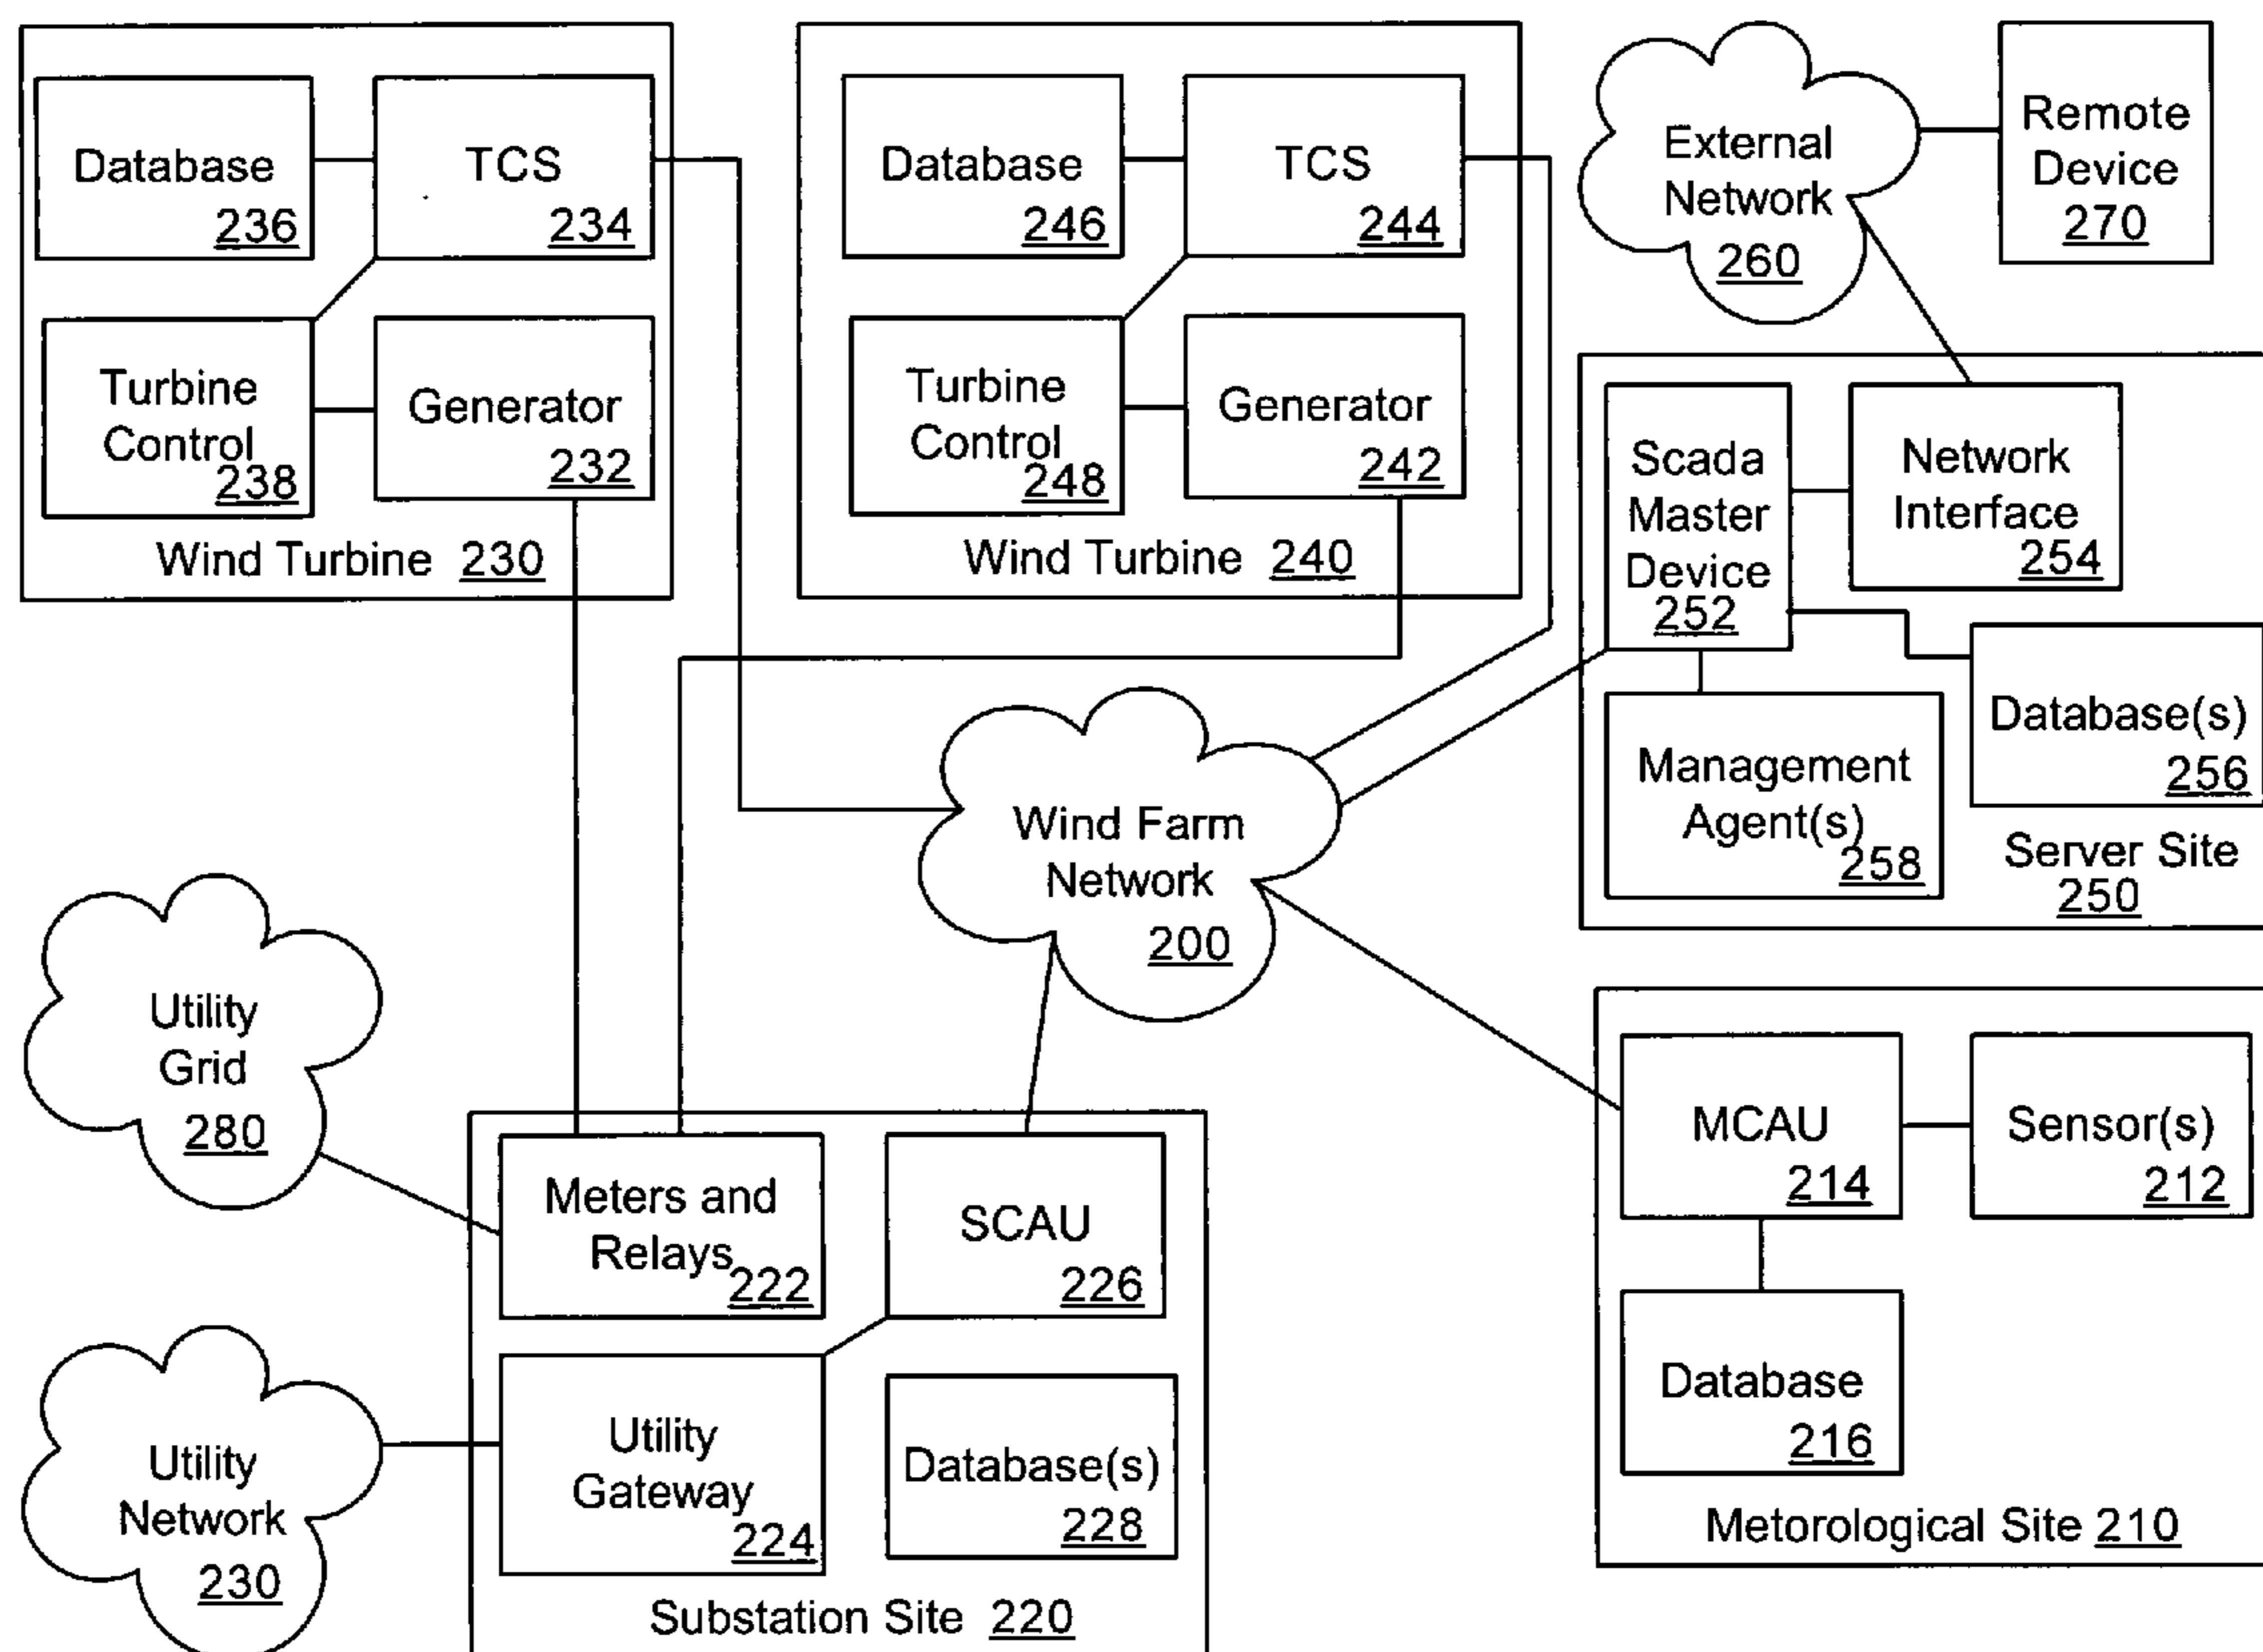 Database
236
TCS
234
Turbine
Control
238
Generator
232
Wind Turbine 230
Database
246
TCS
244
Turbine
Control
248
Generator
242
Wind Turbine 240
External
Network
260
Remote
Device
270
Scada
Master
Device
252
Network
Interface
254
Database(s)
256
Management
Agent(s)
258
Server Site
250
Wind Farm
Network
200
Utility
Grid
280
Utility
Network
230
Meters and
Relays
222
SCAU
226
Utility
Gateway
224
Database(s)
228
Substation Site 220
MCAU
214
Sensor(s)
212
Database
216
Metorological Site 210